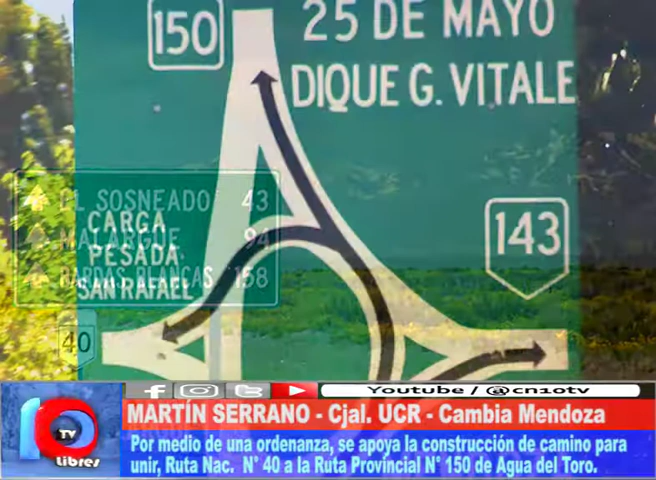 150
25 DE MAYO
DIQUE G. VITALE
EL SOSNEADO 43
CARGA
MALARGUE 94
PESADA
BARDAS BLANCAS 158
SAN RAFAEL
143
40
Youtube / @cn10tv
MARTÍN SERRANO - Cjal. UCR - Cambia Mendoza
10
TV
Libres
Por medio de una ordenanza, se apoya la construcción de camino para
unir, Ruta Nac. N° 40 a la Ruta Provincial N° 150 de Agua del Toro.